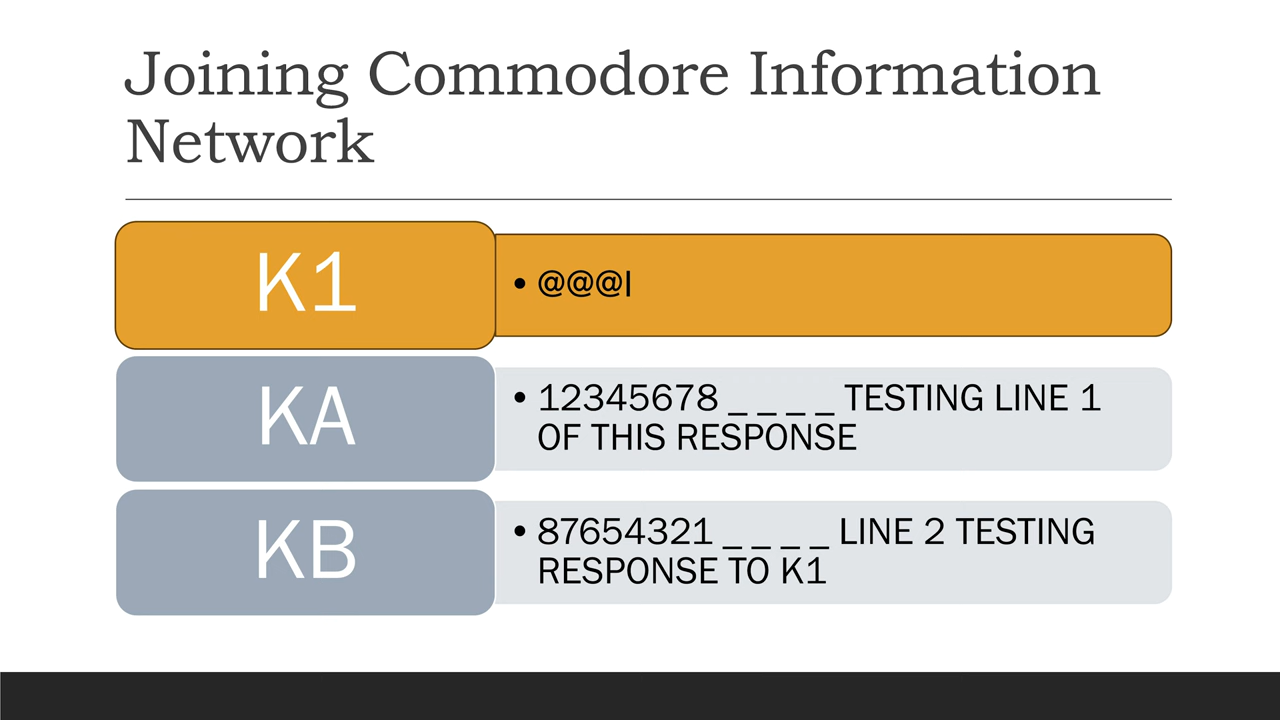 Joining Commodore Information
Network
K1
• @@@I
KA
• 12345678 _ _ _ _ TESTING LINE 1
OF THIS RESPONSE
KB
• 87654321 _ _ _ _ LINE 2 TESTING
RESPONSE TO K1